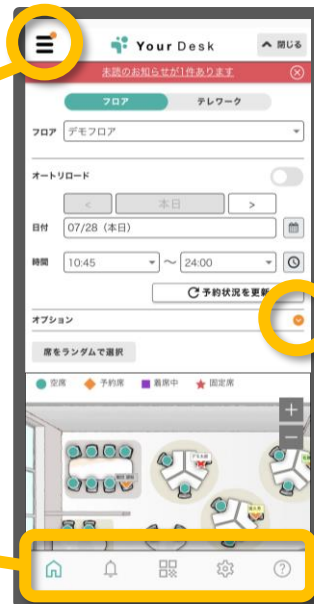 Your Desk
閉じる
未読のお知らせが1件あります
フロア
テレワーク
フロア
デモフロア
オートリロード
<
本日
>
日付
07/28（本日）
時間
10:45
〜
24:00
予約状況を更新
オプション
席をランダムで選択
空席
予約席
着席中
固定席
+
−
?